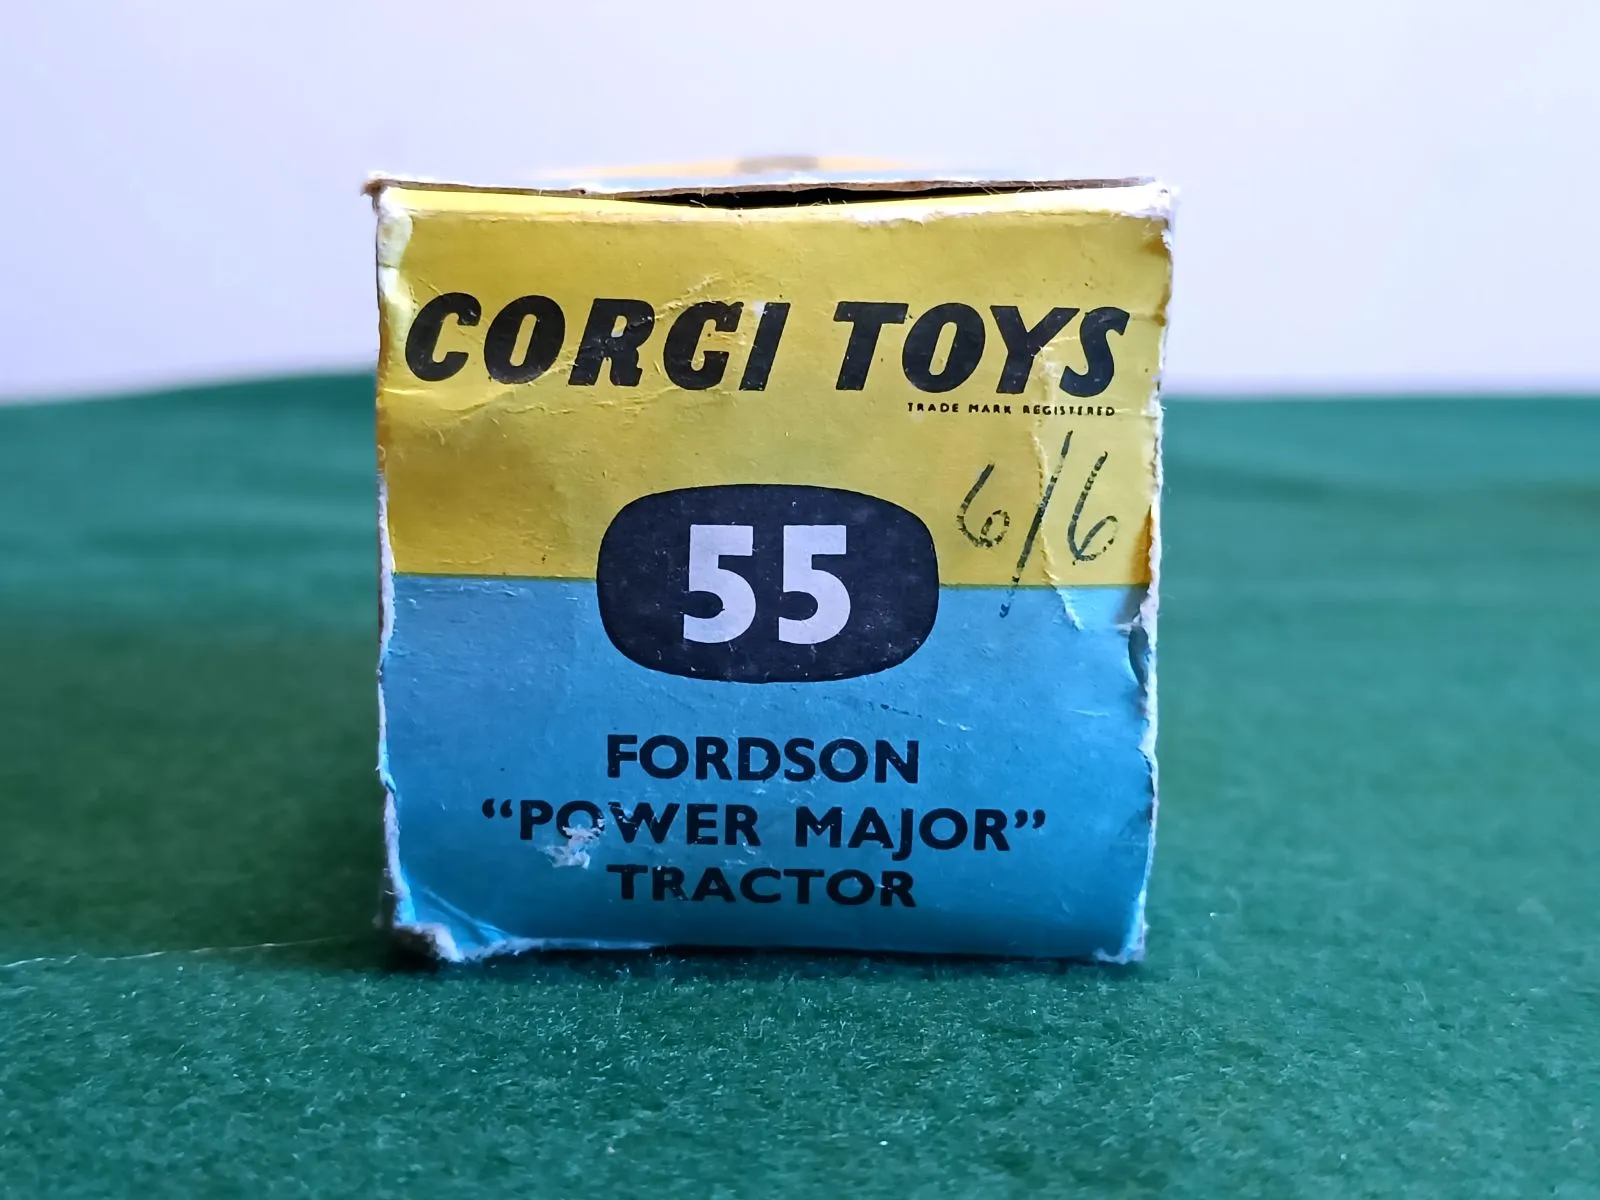 CORGI TOYS
TRADE MARK REGISTERED
6/6
55
FORDSON
“POWER MAJOR”
TRACTOR